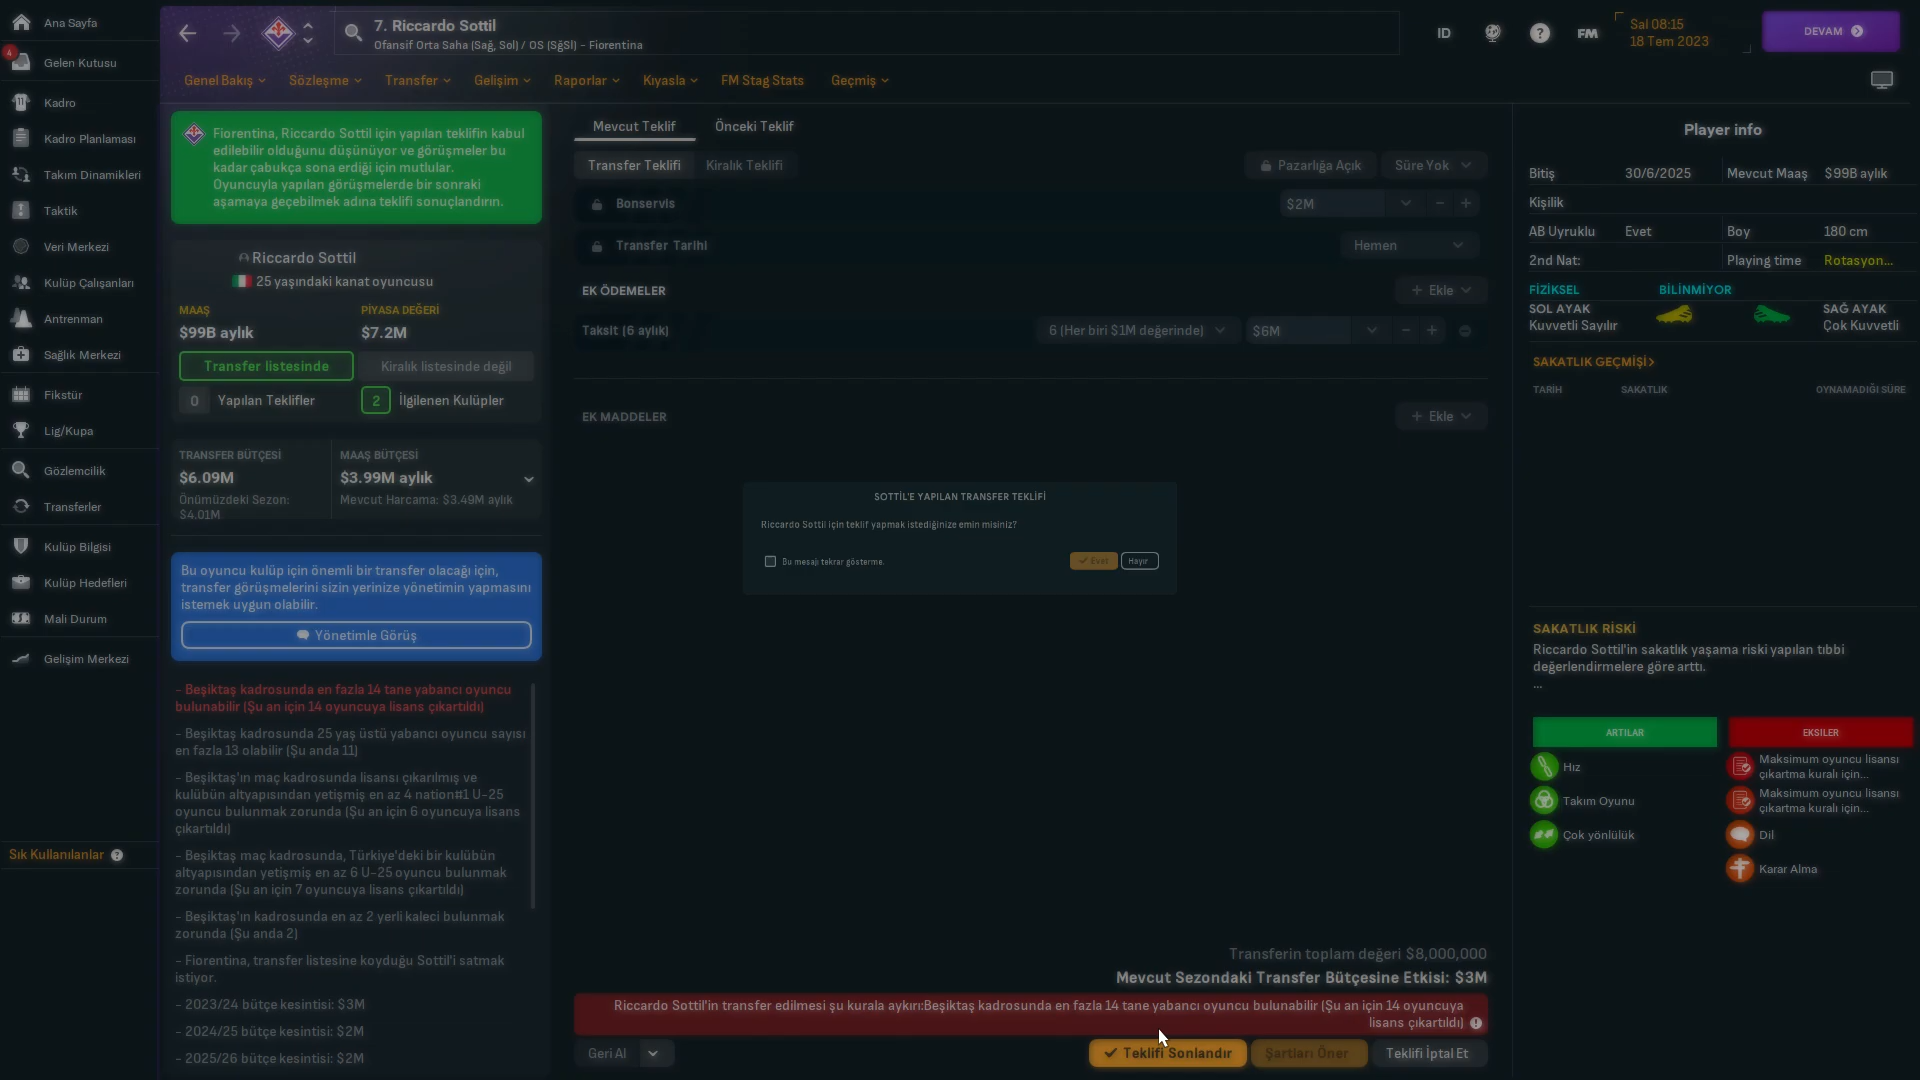 Ana Sayfa
4
Gelen Kutusu
Kadro
Kadro Planlaması
Takım Dinamikleri
Taktik
Veri Merkezi
Kulüp Çalışanları
Antrenman
Sağlık Merkezi
Fikstür
Lig/Kupa
Gözlemcilik
Transferler
Kulüp Bilgisi
Kulüp Hedefleri
Mali Durum
Gelişim Merkezi
Sık Kullanılanlar
7. Riccardo Sottil
Ofansif Orta Saha (Sağ, Sol) / OS (SğSl) - Fiorentina
ID
FM
Sal 08:15
18 Tem 2023
DEVAM
Genel Bakış
Sözleşme
Transfer
Gelişim
Raporlar
Kıyasla
FM Stag Stats
Geçmiş
Fiorentina, Riccardo Sottil için yapılan teklifin kabul
edilebilir olduğunu düşünüyor ve görüşmeler bu
kadar çabukça sona erdiği için mutlular.
Oyuncuyla yapılan görüşmelerde bir sonraki
aşamaya geçebilmek adına teklifi sonuçlandırın.
Riccardo Sottil
25 yaşındaki kanat oyuncusu
MAAŞ
PİYASA DEĞERİ
$99B aylık
$7.2M
Transfer listesinde
Kiralık listesinde değil
0 Yapılan Teklifler
2 İlgilenen Kulüpler
TRANSFER BÜTÇESİ
MAAŞ BÜTÇESİ
$6.09M
$3.99M aylık
Önümüzdeki Sezon:
$4.01M
Mevcut Harcama: $3.49M aylık
Bu oyuncu kulüp için önemli bir transfer olacağı için,
transfer görüşmelerini sizin yerinize yönetimin yapmasını
istemek uygun olabilir.
Yönetimle Görüş
- Beşiktaş kadrosunda en fazla 14 tane yabancı oyuncu
bulunabilir (Şu an için 14 oyuncuya lisans çıkartıldı)
- Beşiktaş kadrosunda 25 yaş üstü yabancı oyuncu sayısı
en fazla 13 olabilir (Şu anda 11)
- Beşiktaş'ın maç kadrosunda lisansı çıkarılmış ve
kulübün altyapısından yetişmiş en az 4 nation#1 U-25
oyuncu bulunmak zorunda (Şu an için 6 oyuncuya lisans
çıkartıldı)
- Beşiktaş maç kadrosunda, Türkiye'deki bir kulübün
altyapısından yetişmiş en az 6 U-25 oyuncu bulunmak
zorunda (Şu an için 7 oyuncuya lisans çıkartıldı)
- Beşiktaş'ın kadrosunda en az 2 yerli kaleci bulunmak
zorunda (Şu anda 2)
- Fiorentina, transfer listesine koyduğu Sottil'i satmak
istiyor.
- 2023/24 bütçe kesintisi: $3M
- 2024/25 bütçe kesintisi: $2M
- 2025/26 bütçe kesintisi: $2M
Mevcut Teklif
Önceki Teklif
Transfer Teklifi
Kiralık Teklifi
Pazarlığa Açık
Süre Yok
Bonservis
$2M
Transfer Tarihi
Hemen
EK ÖDEMELER
Ekle
Taksit (6 aylık)
6 (Her biri $1M değerinde)
$6M
EK MADDELER
Ekle
SOTTİL'E YAPILAN TRANSFER TEKLİFİ
Riccardo Sottil için teklif yapmak istediğinize emin misiniz?
Bu mesajı tekrar gösterme.
Evet
Hayır
Transferin toplam değeri $8,000,000
Mevcut Sezondaki Transfer Bütçesine Etkisi: $3M
Riccardo Sottil'in transfer edilmesi şu kurala aykırı:Beşiktaş kadrosunda en fazla 14 tane yabancı oyuncu bulunabilir (Şu an için 14 oyuncuya
lisans çıkartıldı)
Geri Al
Teklifi Sonlandır
Şartları Öner
Teklifi İptal Et
Player info
Bitiş 30/6/2025 Mevcut Maaş $99B aylık
Kişilik
AB Uyruklu Evet Boy 180 cm
2nd Nat: Playing time Rotasyon...
FİZİKSEL
BİLİNMİYOR
SOL AYAK
Kuvvetli Sayılır
SAĞ AYAK
Çok Kuvvetli
SAKATLIK GEÇMİŞİ>
TARİH SAKATLIK OYNAMADIĞI SÜRE
SAKATLIK RİSKİ
Riccardo Sottil'in sakatlık yaşama riski yapılan tıbbi
değerlendirmelere göre arttı.
...
ARTILAR
EKSİLER
Hız
Takım Oyunu
Çok yönlülük
Maksimum oyuncu lisansı
çıkartma kuralı için...
Maksimum oyuncu lisansı
çıkartma kuralı için...
Dil
Karar Alma